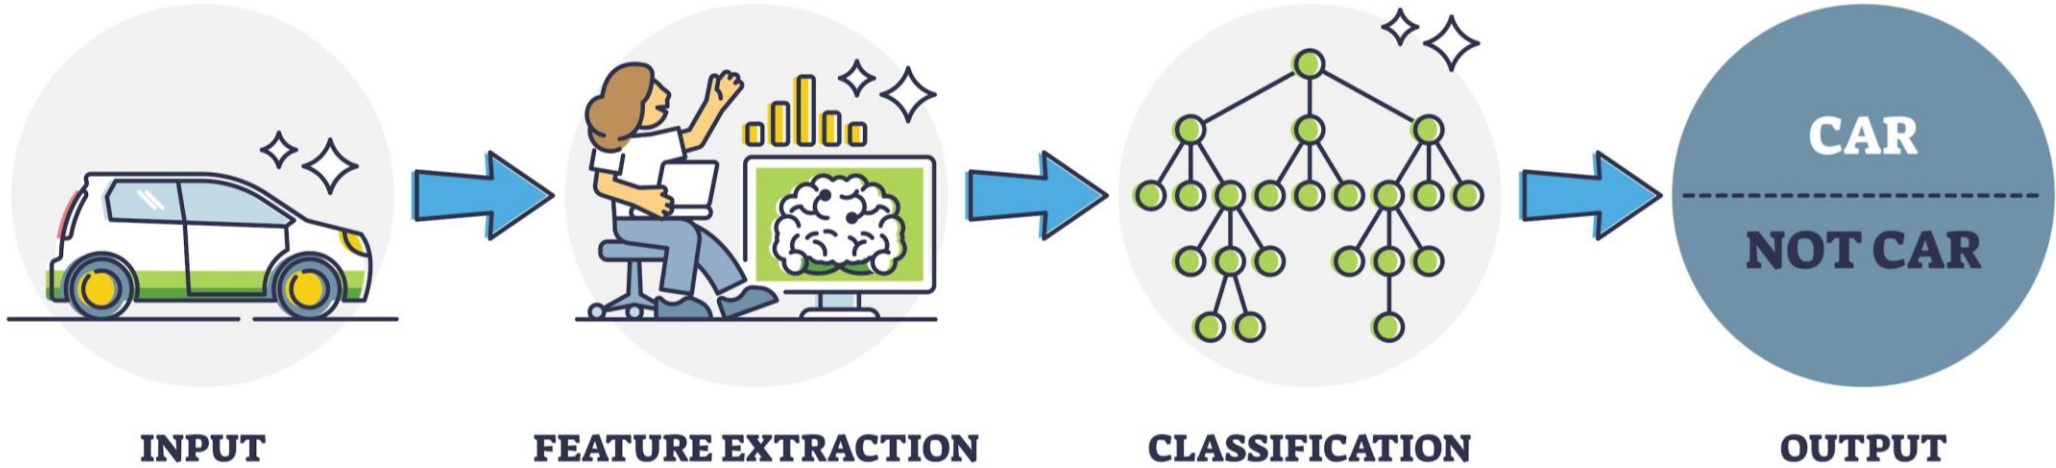 CAR
NOT CAR
INPUT
FEATURE EXTRACTION
CLASSIFICATION
OUTPUT